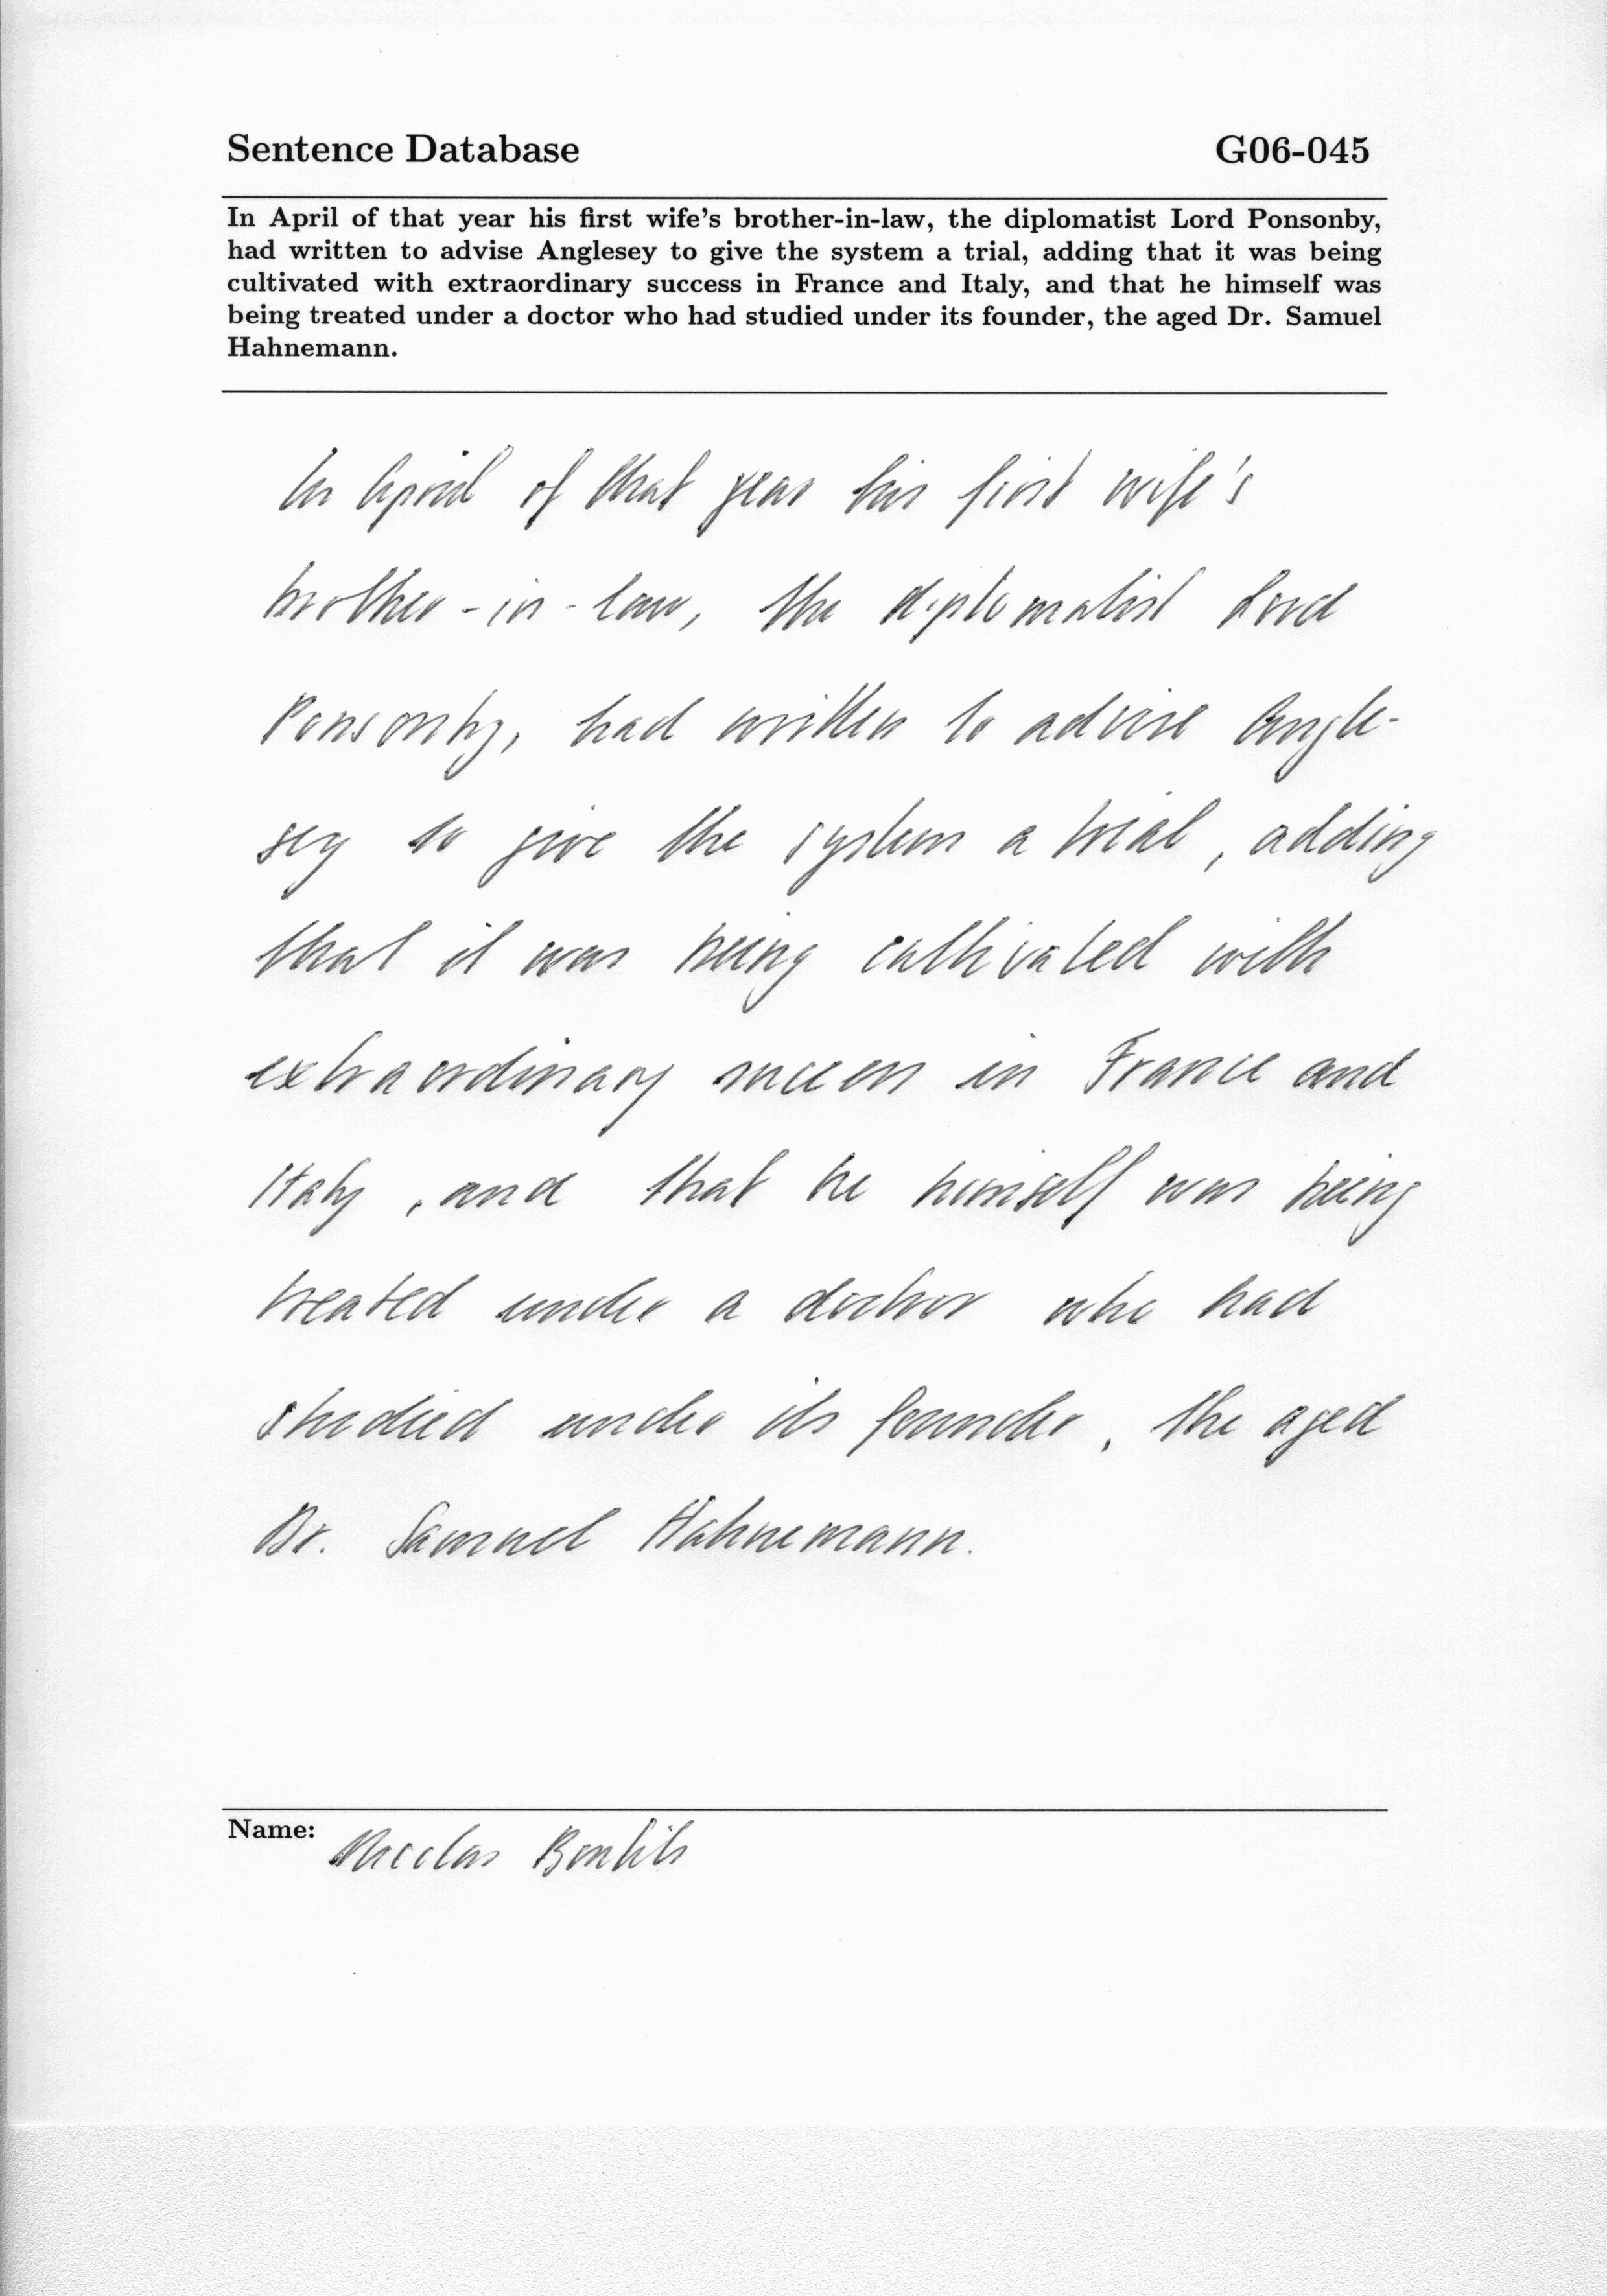 Sentence Database G06-045
In April of that year his first wife's brother-in-law, the diplomatist Lord Ponsonby,
had written to advise Anglesey to give the system a trial, adding that it was being
cultivated with extraordinary success in France and Italy, and that he himself was
being treated under a doctor who had studied under its founder, the aged Dr. Samuel
Hahnemann.
In April of that year his first wife's
brother-in-law, the diplomatist Lord
Ponsonby, had written to advise Angle-
sey to give the system a trial, adding
that it was being cultivated with
extraordinary success in France and
Italy, and that he himself was being
treated under a doctor who had
studied under its founder, the aged
Dr. Samuel Hahnemann.
Name: Nicolas